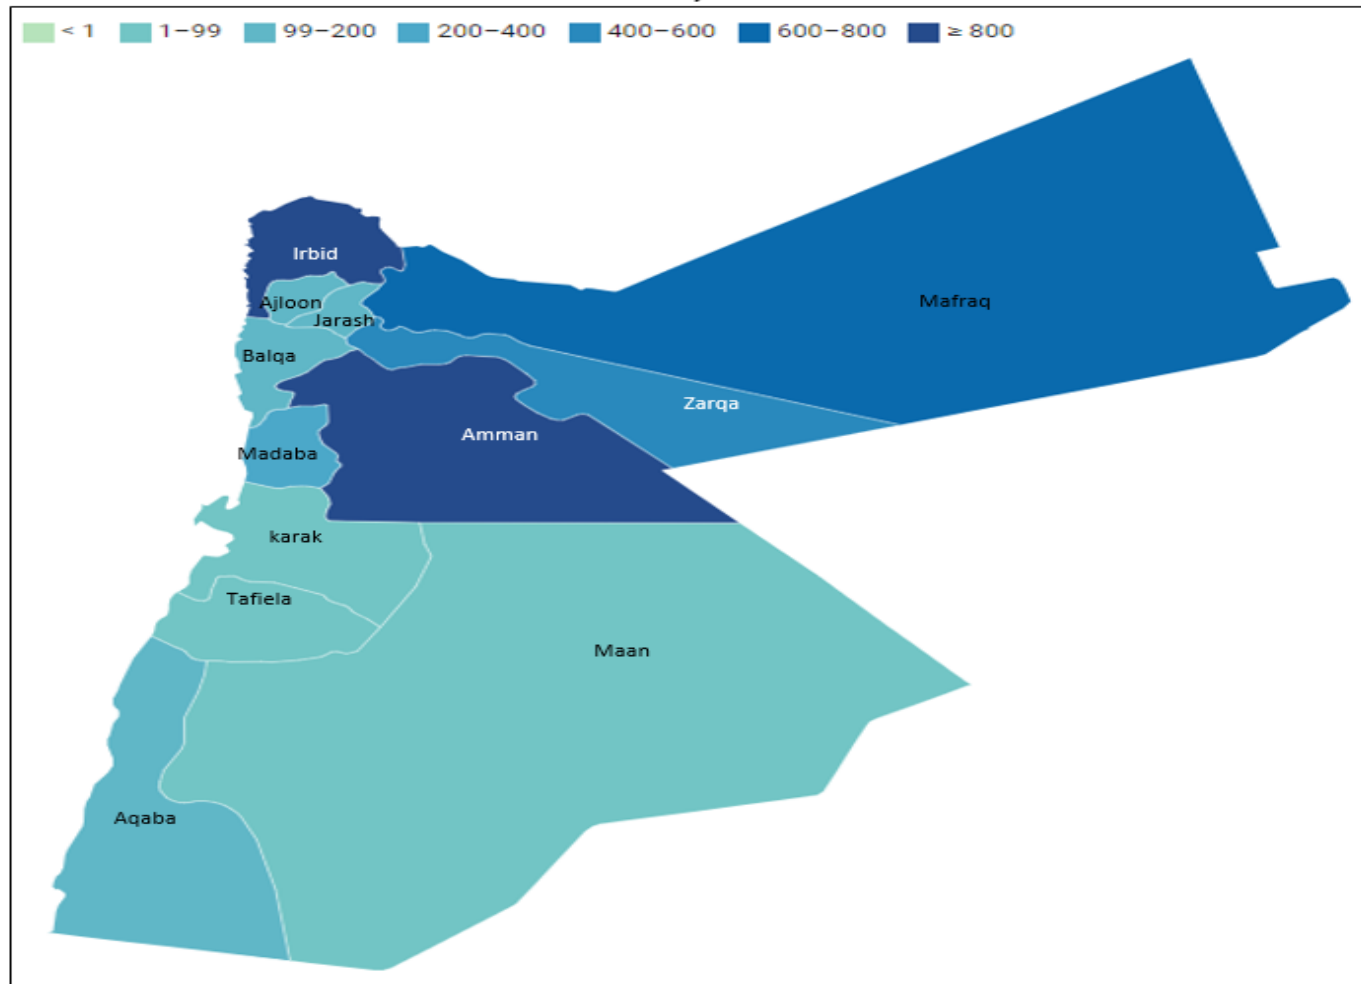 < 1 1–99 99–200 200–400 400–600 600–800 ≥ 800
Irbid
Ajloon
Mafraq
Jarash
Balqa
Zarqa
Amman
Madaba
karak
Tafiela
Maan
Aqaba